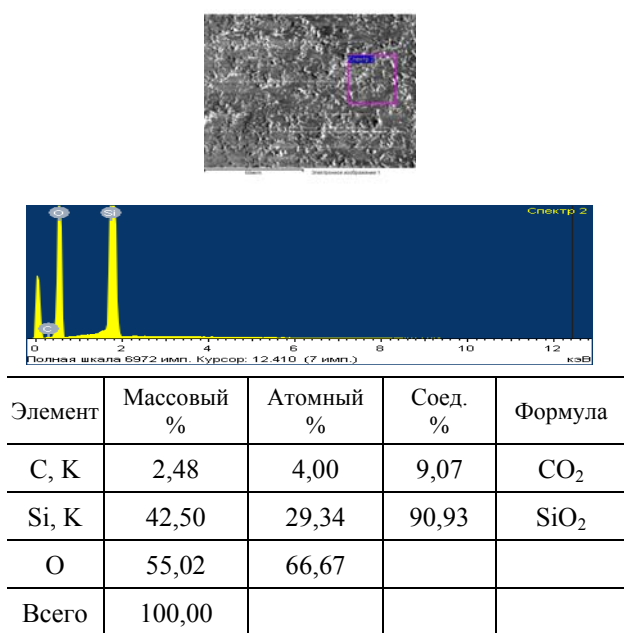 Спектр 2
O
Si
C
0 2 4 6 8 10 12
Полная шкала 6972 имп. Курсор: 12.410 (7 имп.) кэВ
Элемент Массовый % Атомный % Соед. % Формула
C, K 2,48 4,00 9,07 CO₂
Si, K 42,50 29,34 90,93 SiO₂
O 55,02 66,67
Всего 100,00